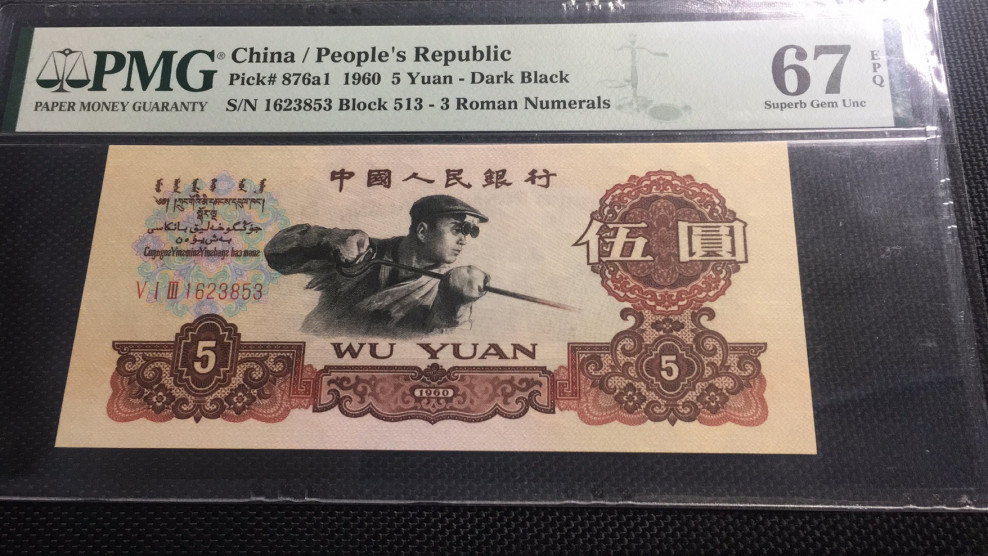 PMG®
PAPER MONEY GUARANTY
China / People's Republic
Pick# 876a1 1960 5 Yuan - Dark Black
S/N 1623853 Block 513 - 3 Roman Numerals
67
EPQ
Superb Gem Unc
中國人民銀行
伍圓
V I III 1623853
WU YUAN
5
1960
5